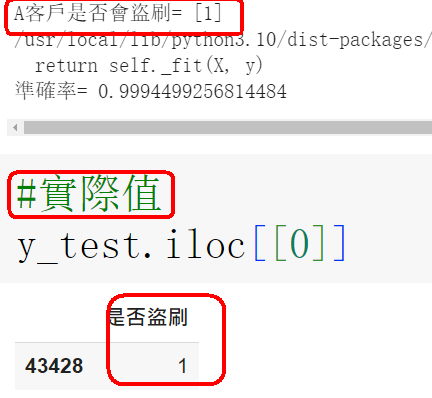 A客戶是否會盜刷= [1]
/usr/local/lib/python3.10/dist-packages/
return self._fit(X, y)
準確率= 0.9994499256814484
#實際值
y_test.iloc[[0]]
是否盜刷
43428 1